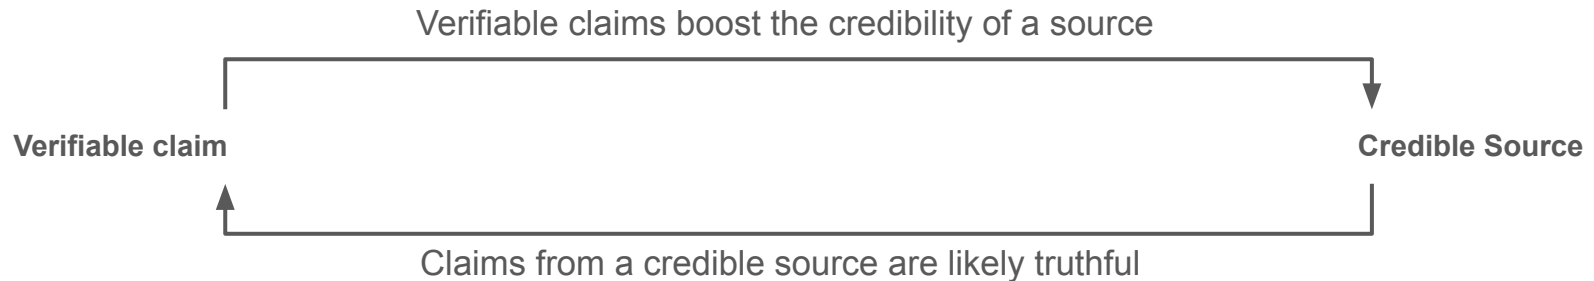 Verifiable claims boost the credibility of a source
Verifiable claim
Credible Source
Claims from a credible source are likely truthful